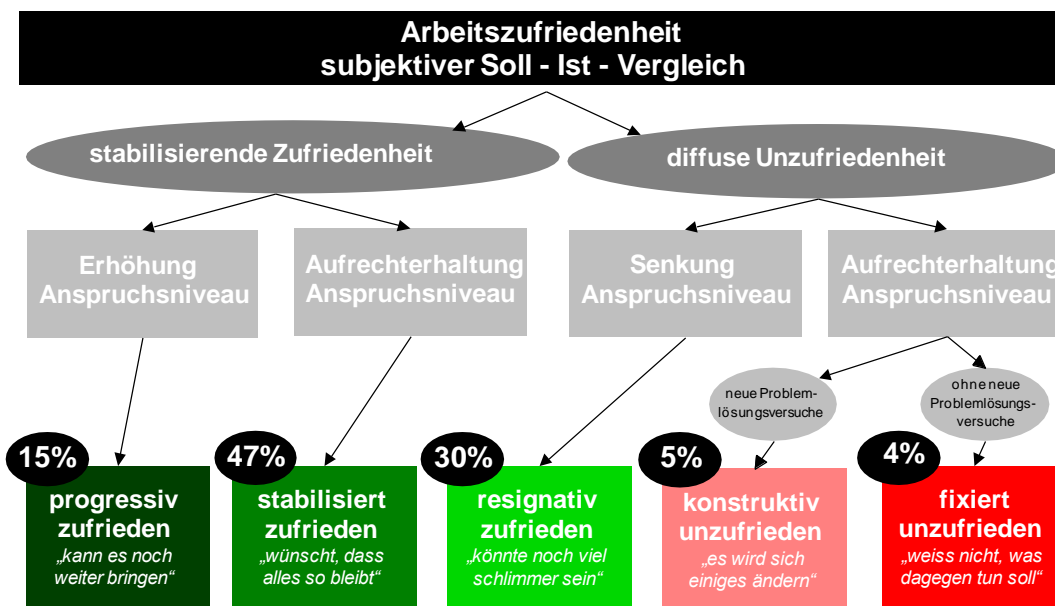 Arbeitszufriedenheit
subjektiver Soll - Ist - Vergleich
stabilisierende Zufriedenheit
diffuse Unzufriedenheit
Erhöhung
Anspruchsniveau
Aufrechterhaltung
Anspruchsniveau
Senkung
Anspruchsniveau
Aufrechterhaltung
Anspruchsniveau
neue Problem-
lösungsversuche
ohne neue
Problemlösungs-
versuche
15%
progressiv
zufrieden
„kann es noch
weiter bringen“
47%
stabilisiert
zufrieden
„wünscht, dass
alles so bleibt“
30%
resignativ
zufrieden
„könnte noch viel
schlimmer sein“
5%
konstruktiv
unzufrieden
„es wird sich
einiges ändern“
4%
fixiert
unzufrieden
„weiss nicht, was
dagegen tun soll“